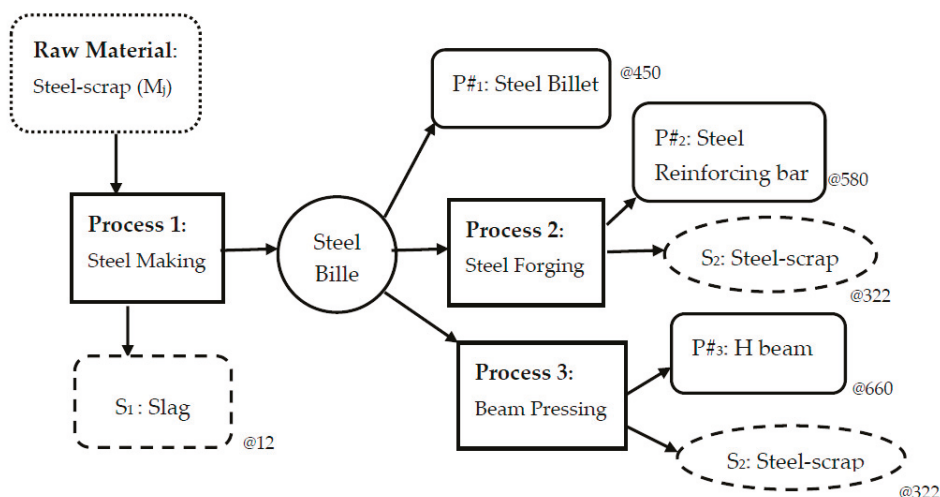 Raw Material:
Steel-scrap (Mj)
P#1: Steel Billet
@450
P#2: Steel
Reinforcing bar
@580
Process 1:
Steel Making
Steel
Bille
Process 2:
Steel Forging
S2: Steel-scrap
@322
P#3: H beam
@660
Process 3:
Beam Pressing
S1 : Slag
@12
S2: Steel-scrap
@322